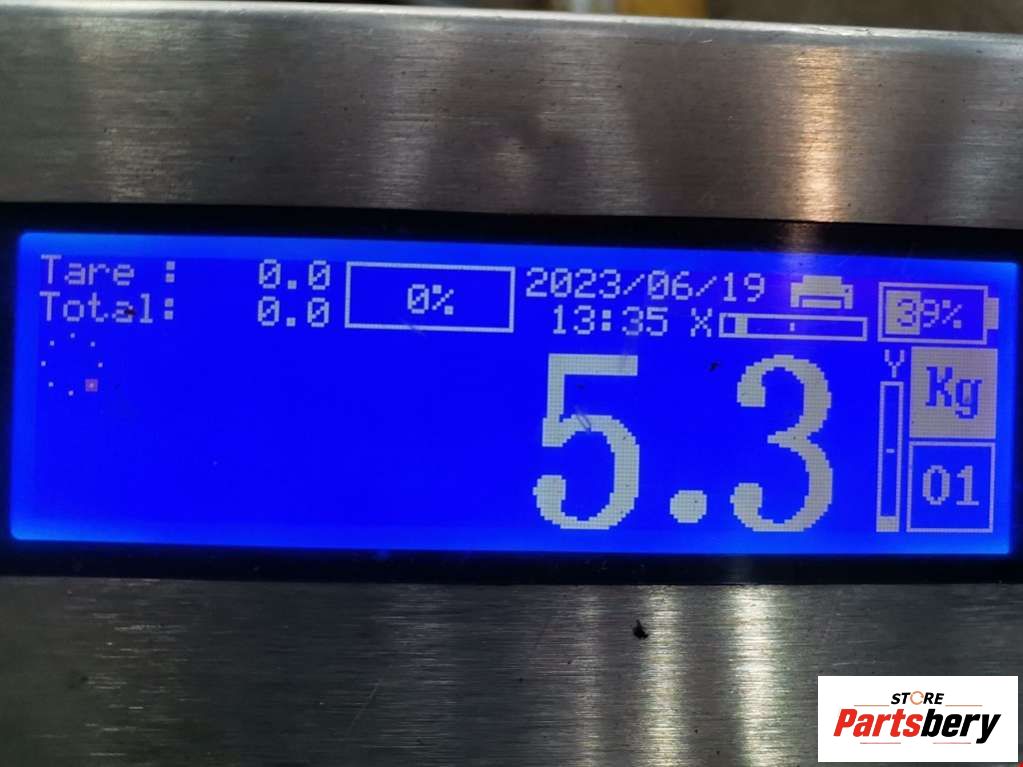 Tare : 0.0
Total: 0.0
0%
2023/06/19
13:35 X
39%
5.3
Y
Kg
01
STORE
Partsbery